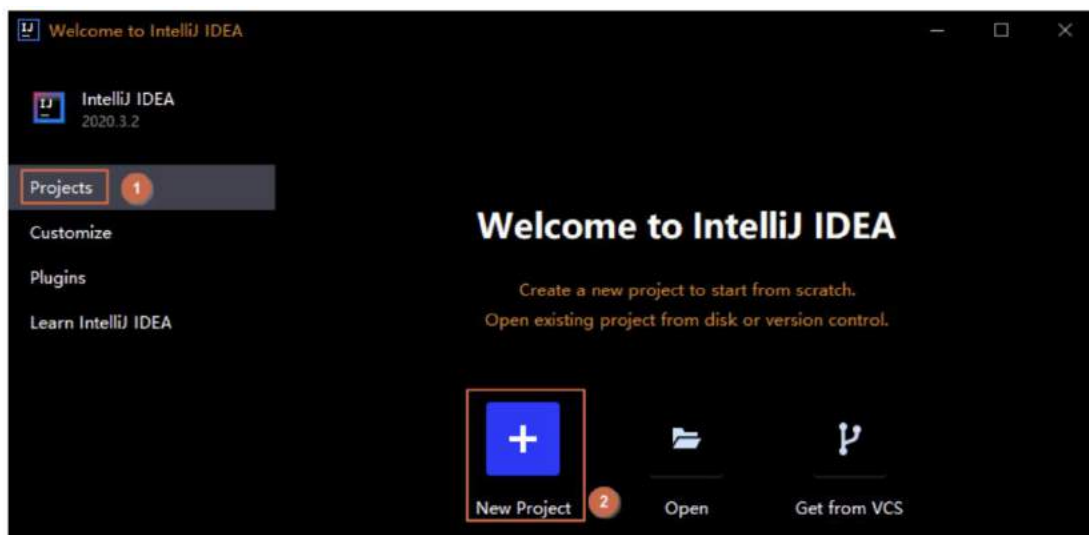 Welcome to IntelliJ IDEA
IntelliJ IDEA
2020.3.2
Projects 1
Customize
Plugins
Learn IntelliJ IDEA
Welcome to IntelliJ IDEA
Create a new project to start from scratch.
Open existing project from disk or version control.
New Project 2
Open
Get from VCS